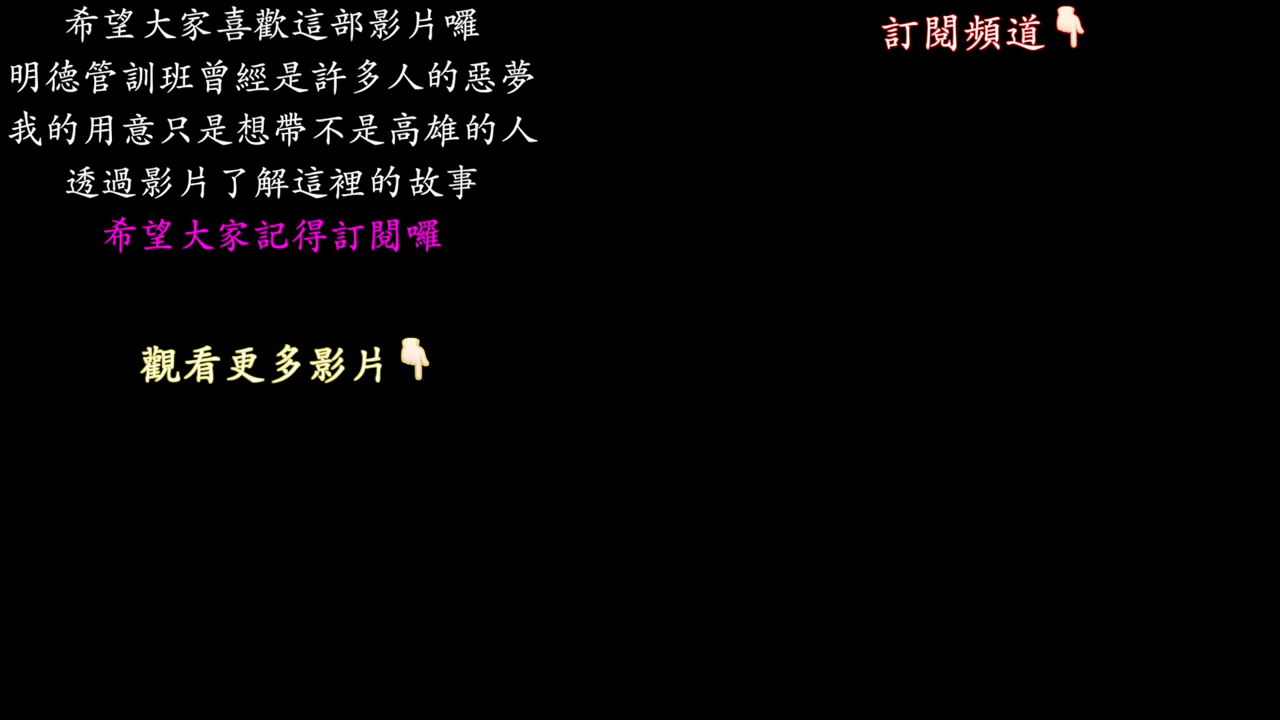 希望大家喜歡這部影片囉
明德管訓班曾經是許多人的惡夢
我的用意只是想帶不是高雄的人
透過影片了解這裡的故事
希望大家記得訂閱囉
觀看更多影片👇🏻
訂閱頻道👇🏻